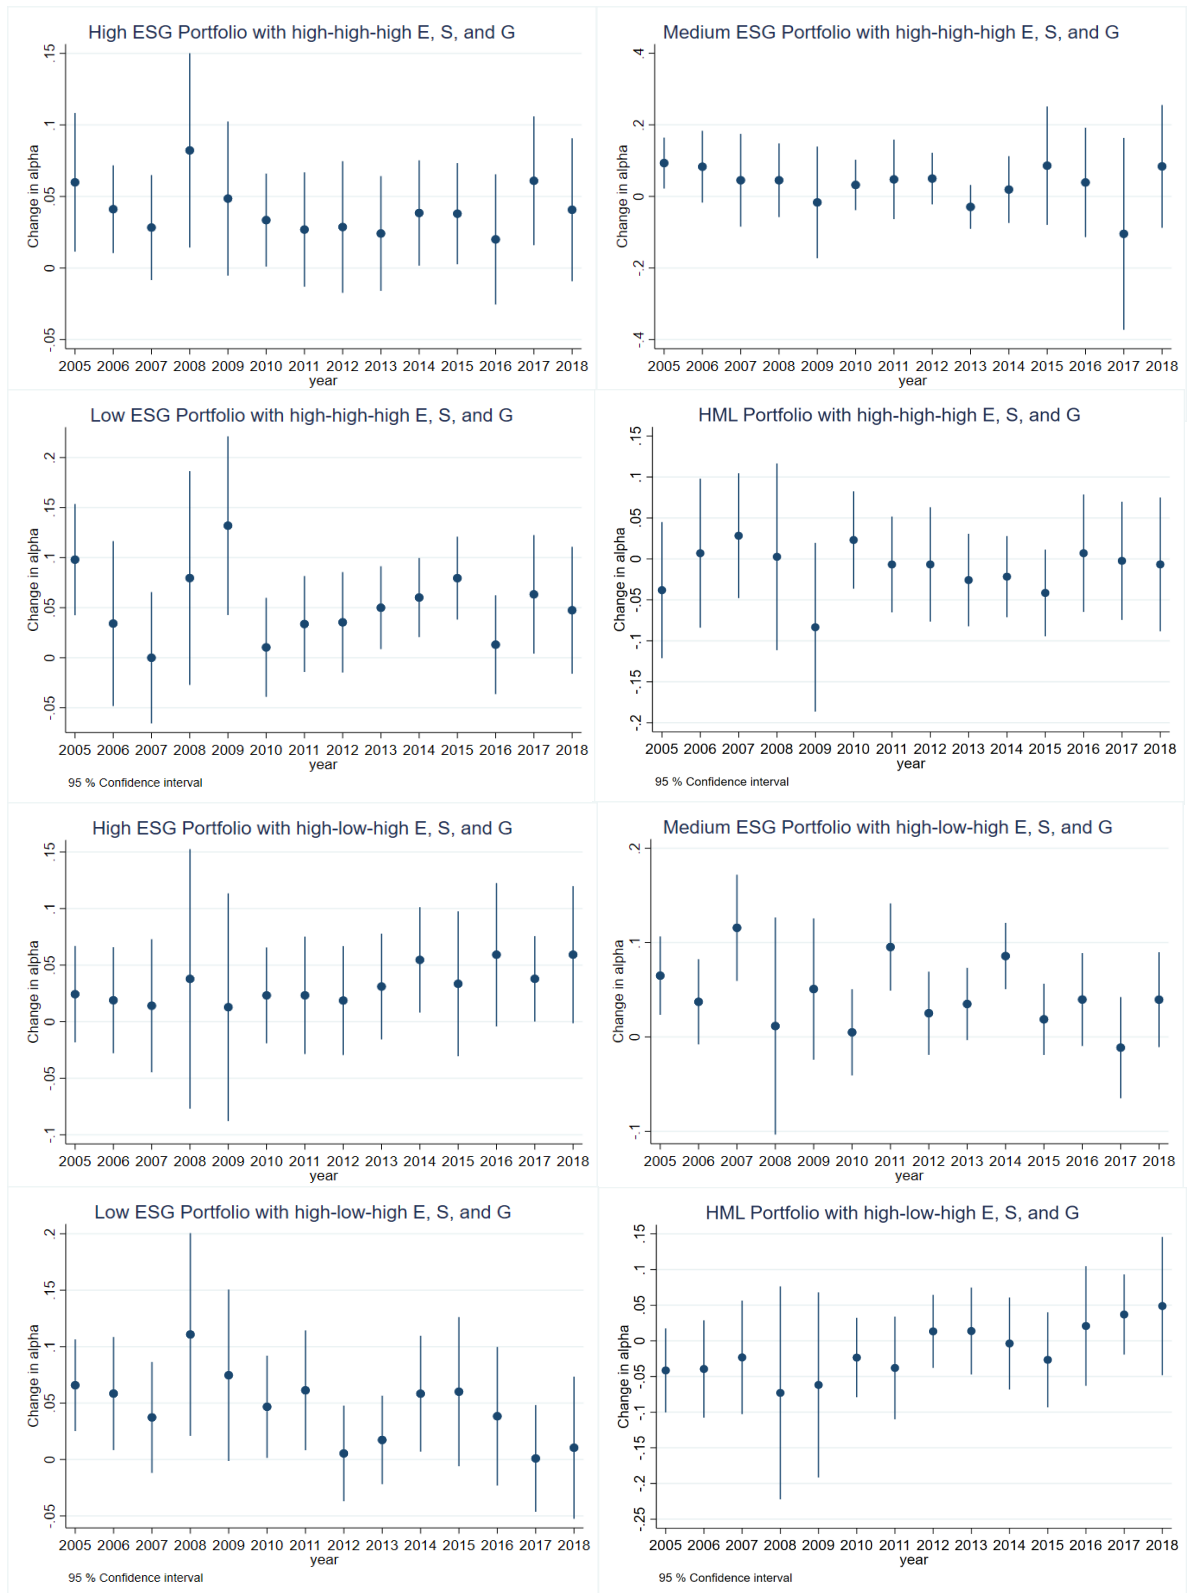 High ESG Portfolio with high-high-high E, S, and G
Change in alpha
.15
.1
.05
0
-.05
2005 2006 2007 2008 2009 2010 2011 2012 2013 2014 2015 2016 2017 2018
year
Medium ESG Portfolio with high-high-high E, S, and G
Change in alpha
.4
.2
0
-.2
-.4
2005 2006 2007 2008 2009 2010 2011 2012 2013 2014 2015 2016 2017 2018
year
Low ESG Portfolio with high-high-high E, S, and G
Change in alpha
.2
.15
.1
.05
0
-.05
2005 2006 2007 2008 2009 2010 2011 2012 2013 2014 2015 2016 2017 2018
year
95 % Confidence interval
HML Portfolio with high-high-high E, S, and G
Change in alpha
.15
.1
.05
0
-.05
-.1
-.15
-.2
2005 2006 2007 2008 2009 2010 2011 2012 2013 2014 2015 2016 2017 2018
year
95 % Confidence interval
High ESG Portfolio with high-low-high E, S, and G
Change in alpha
.15
.1
.05
0
-.05
-.1
2005 2006 2007 2008 2009 2010 2011 2012 2013 2014 2015 2016 2017 2018
year
Medium ESG Portfolio with high-low-high E, S, and G
Change in alpha
.2
.1
0
-.1
2005 2006 2007 2008 2009 2010 2011 2012 2013 2014 2015 2016 2017 2018
year
Low ESG Portfolio with high-low-high E, S, and G
Change in alpha
.2
.15
.1
.05
0
-.05
2005 2006 2007 2008 2009 2010 2011 2012 2013 2014 2015 2016 2017 2018
year
95 % Confidence interval
HML Portfolio with high-low-high E, S, and G
Change in alpha
.15
.1
.05
0
-.05
-.1
-.15
-.2
-.25
2005 2006 2007 2008 2009 2010 2011 2012 2013 2014 2015 2016 2017 2018
year
95 % Confidence interval